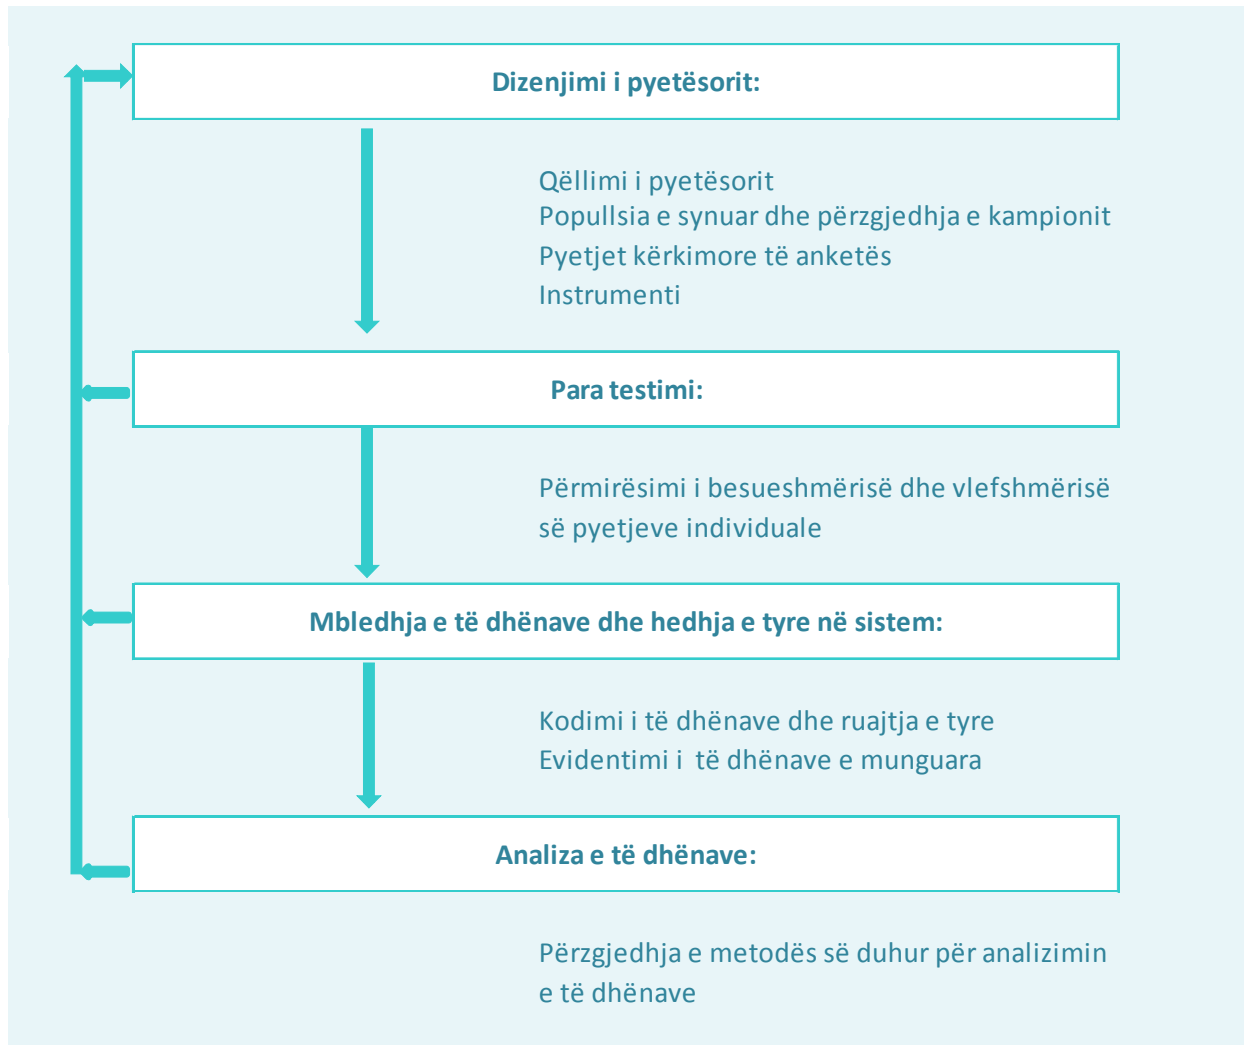 Dizenjimi i pyetësorit:
Qëllimi i pyetësorit
Popullsia e synuar dhe përzgjedhja e kampionit
Pyetjet kërkimore të anketës
Instrumenti
Para testimi:
Përmirësimi i besueshmërisë dhe vlefshmërisë
së pyetjeve individuale
Mbledhja e të dhënave dhe hedhja e tyre në sistem:
Kodimi i të dhënave dhe ruajtja e tyre
Evidentimi i  të dhënave e munguara
Analiza e të dhënave:
Përzgjedhja e metodës së duhur për analizimin
e të dhënave